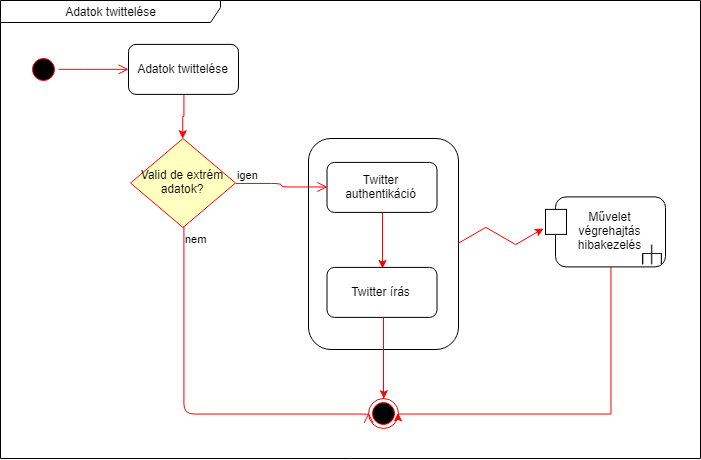 Adatok twittelése
Adatok twittelése
Valid de extrém
adatok?
igen
nem
Twitter
authentikáció
Twitter írás
Művelet
végrehajtás
hibakezelés